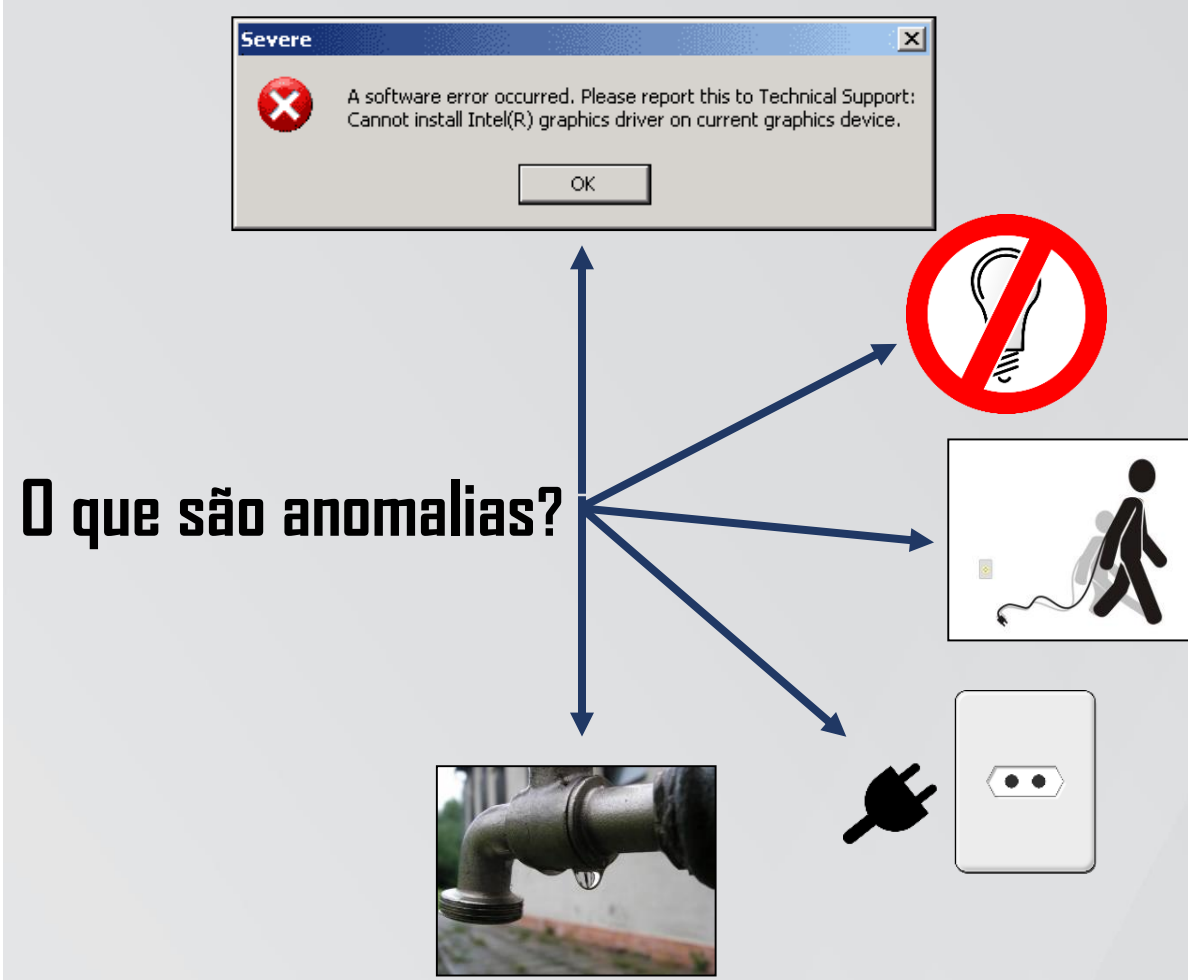 Severe
A software error occurred. Please report this to Technical Support:
Cannot install Intel(R) graphics driver on current graphics device.
OK
O que são anomalias?